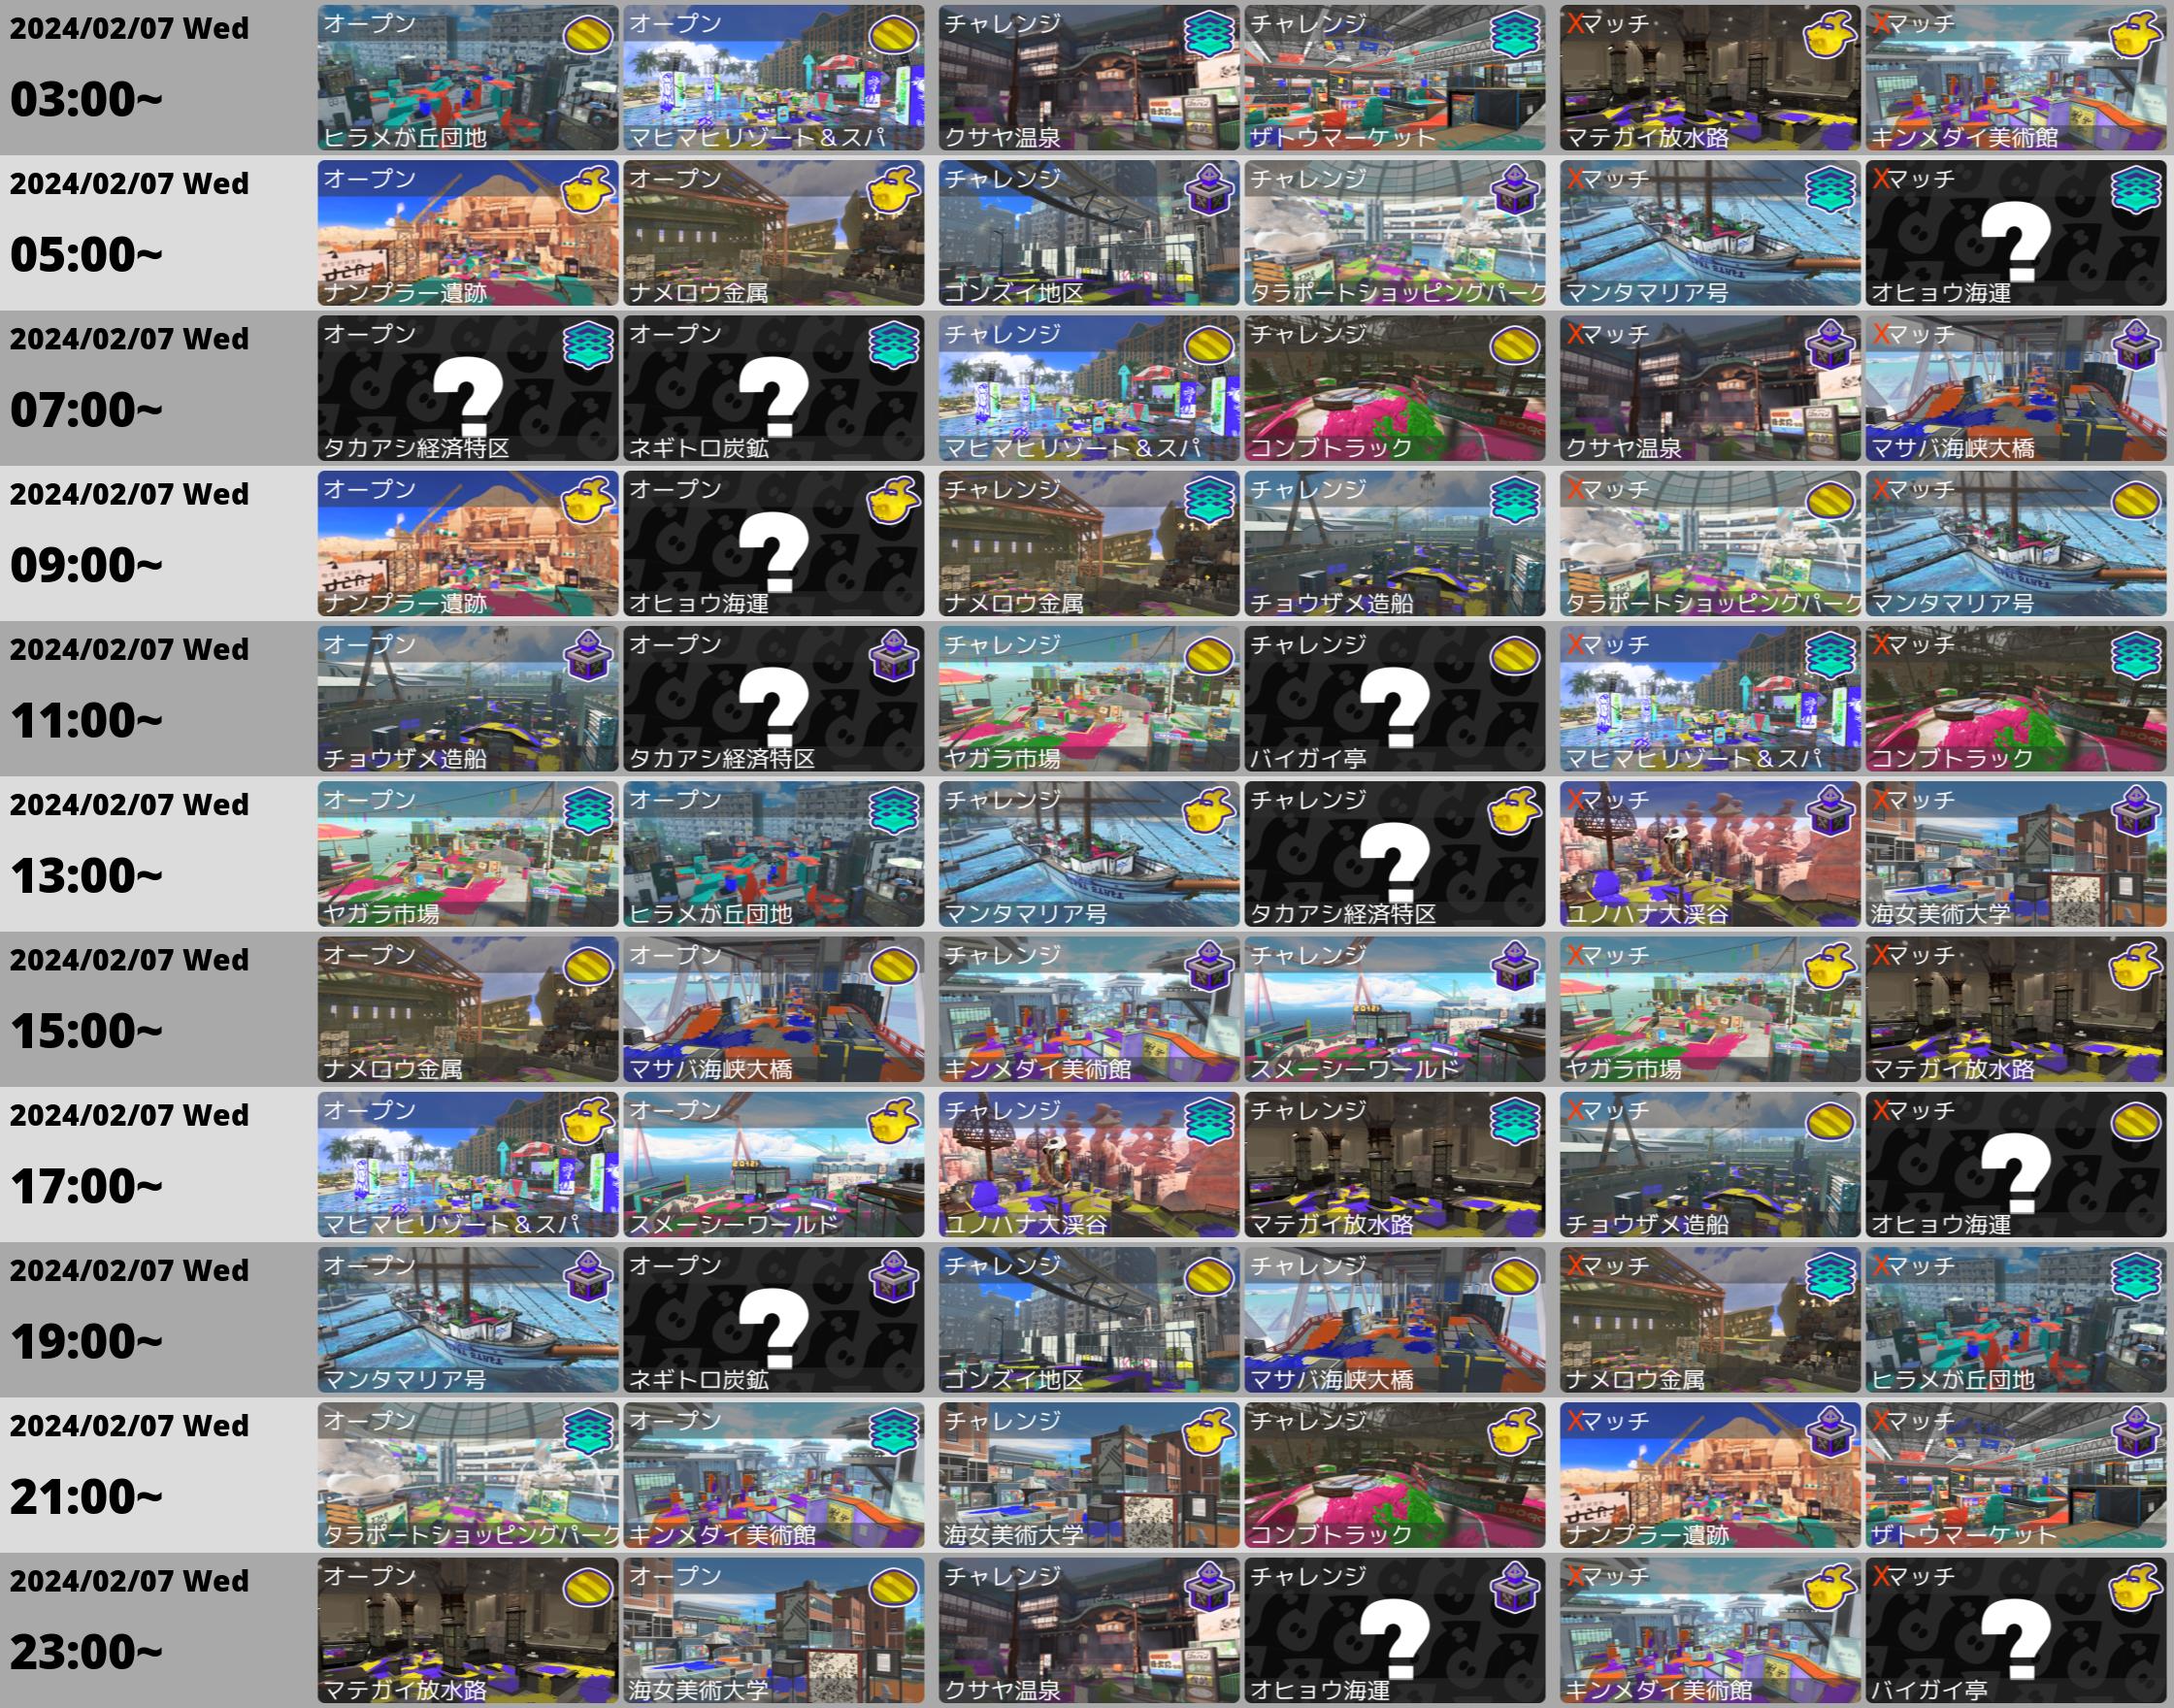 2024/02/07 Wed
03:00~
オープン
ヒラメが丘団地
オープン
マヒマヒリゾート＆スパ
チャレンジ
クサヤ温泉
チャレンジ
ザトウマーケット
Xマッチ
マテガイ放水路
Xマッチ
キンメダイ美術館
2024/02/07 Wed
05:00~
オープン
ナンプラー遺跡
オープン
ナメロウ金属
チャレンジ
ゴンズイ地区
チャレンジ
タラポートショッピングパーク
Xマッチ
マンタマリア号
Xマッチ
?
オヒョウ海運
2024/02/07 Wed
07:00~
オープン
?
タカアシ経済特区
オープン
?
ネギトロ炭鉱
チャレンジ
マヒマヒリゾート＆スパ
チャレンジ
コンブトラック
Xマッチ
クサヤ温泉
Xマッチ
マサバ海峡大橋
2024/02/07 Wed
09:00~
オープン
ナンプラー遺跡
オープン
?
オヒョウ海運
チャレンジ
ナメロウ金属
チャレンジ
チョウザメ造船
Xマッチ
タラポートショッピングパーク
Xマッチ
マンタマリア号
2024/02/07 Wed
11:00~
オープン
チョウザメ造船
オープン
?
タカアシ経済特区
チャレンジ
ヤガラ市場
チャレンジ
?
バイガイ亭
Xマッチ
マヒマヒリゾート＆スパ
Xマッチ
コンブトラック
2024/02/07 Wed
13:00~
オープン
ヤガラ市場
オープン
ヒラメが丘団地
チャレンジ
マンタマリア号
チャレンジ
?
タカアシ経済特区
Xマッチ
ユノハナ大渓谷
Xマッチ
海女美術大学
2024/02/07 Wed
15:00~
オープン
ナメロウ金属
オープン
マサバ海峡大橋
チャレンジ
キンメダイ美術館
チャレンジ
スメーシーワールド
Xマッチ
ヤガラ市場
Xマッチ
マテガイ放水路
2024/02/07 Wed
17:00~
オープン
マヒマヒリゾート＆スパ
オープン
スメーシーワールド
チャレンジ
ユノハナ大渓谷
チャレンジ
マテガイ放水路
Xマッチ
チョウザメ造船
Xマッチ
?
オヒョウ海運
2024/02/07 Wed
19:00~
オープン
マンタマリア号
オープン
?
ネギトロ炭鉱
チャレンジ
ゴンズイ地区
チャレンジ
マサバ海峡大橋
Xマッチ
ナメロウ金属
Xマッチ
ヒラメが丘団地
2024/02/07 Wed
21:00~
オープン
タラポートショッピングパーク
オープン
キンメダイ美術館
チャレンジ
海女美術大学
チャレンジ
コンブトラック
Xマッチ
ナンプラー遺跡
Xマッチ
ザトウマーケット
2024/02/07 Wed
23:00~
オープン
マテガイ放水路
オープン
海女美術大学
チャレンジ
クサヤ温泉
チャレンジ
?
オヒョウ海運
Xマッチ
キンメダイ美術館
Xマッチ
?
バイガイ亭